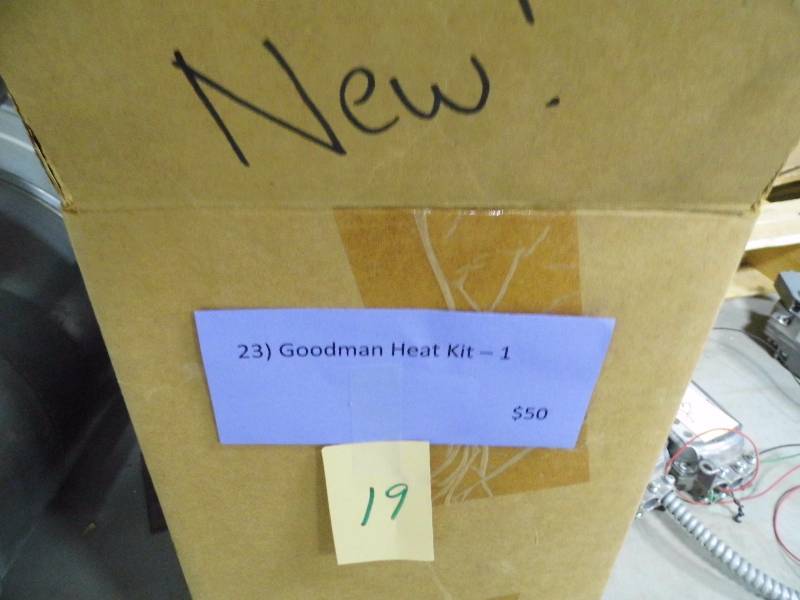 New!
23) Goodman Heat Kit – 1
$50
19